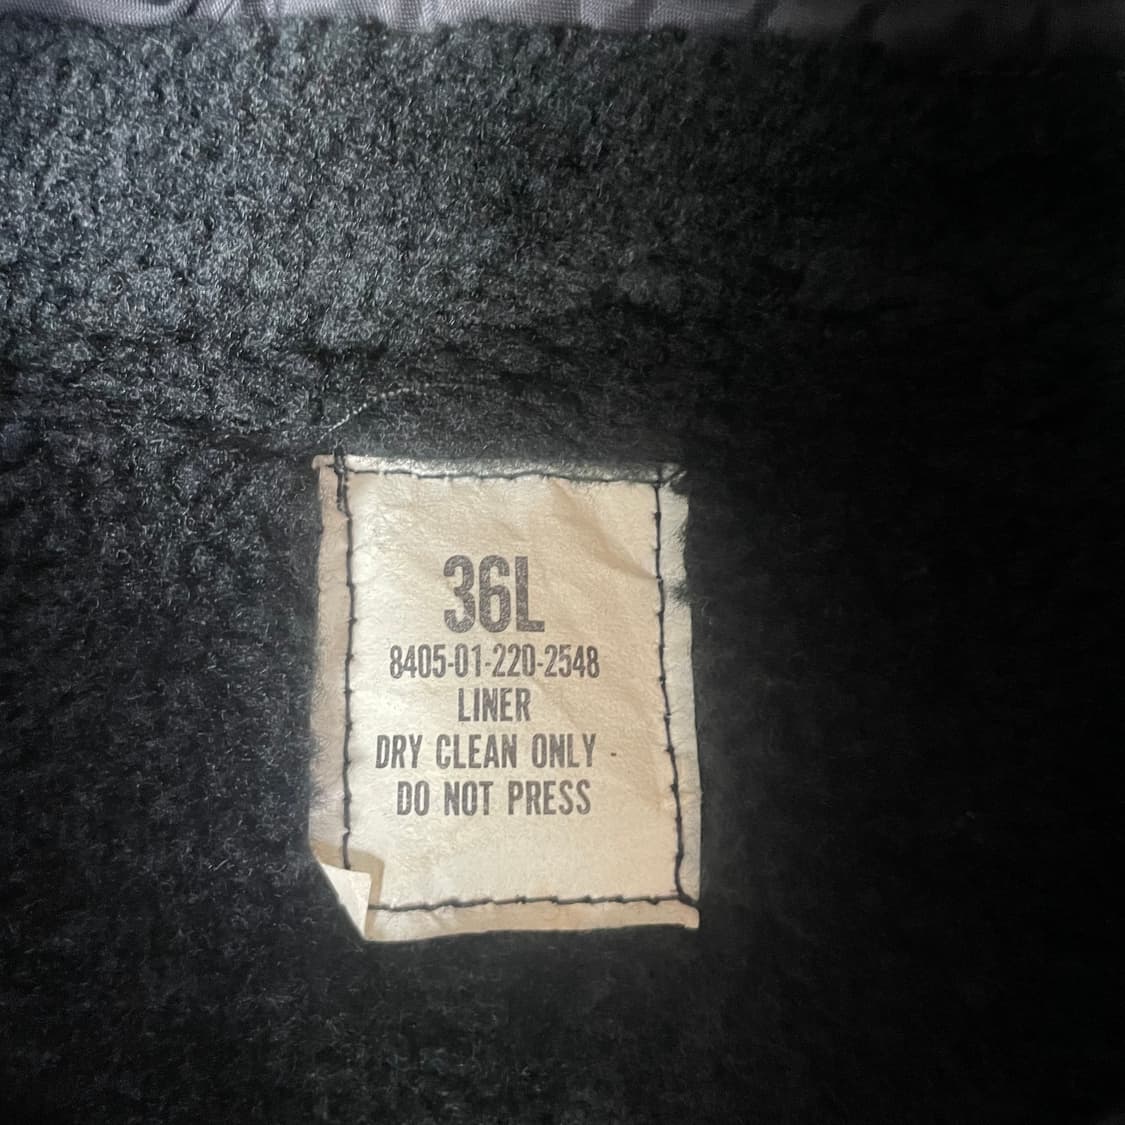 36L
8405-01-220-2548
LINER
DRY CLEAN ONLY -
DO NOT PRESS